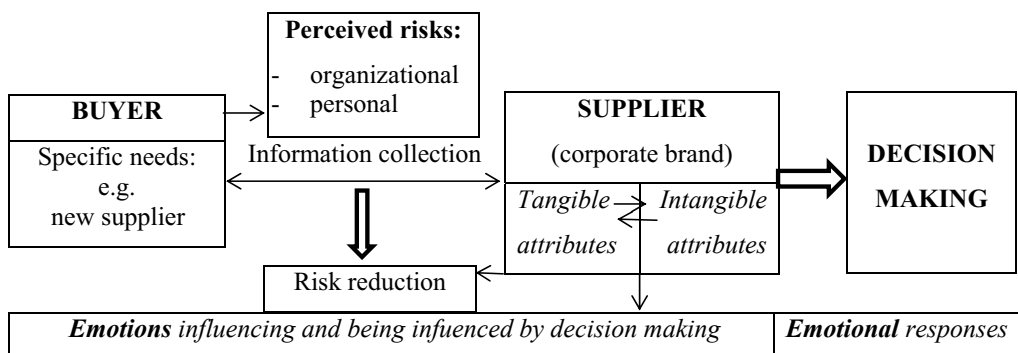 Perceived risks:
- organizational
- personal
BUYER
Specific needs:
e.g.
new supplier
Information collection
SUPPLIER
(corporate brand)
Tangible Intangible
attributes attributes
DECISION
MAKING
Risk reduction
Emotions influencing and being infuenced by decision making
Emotional responses